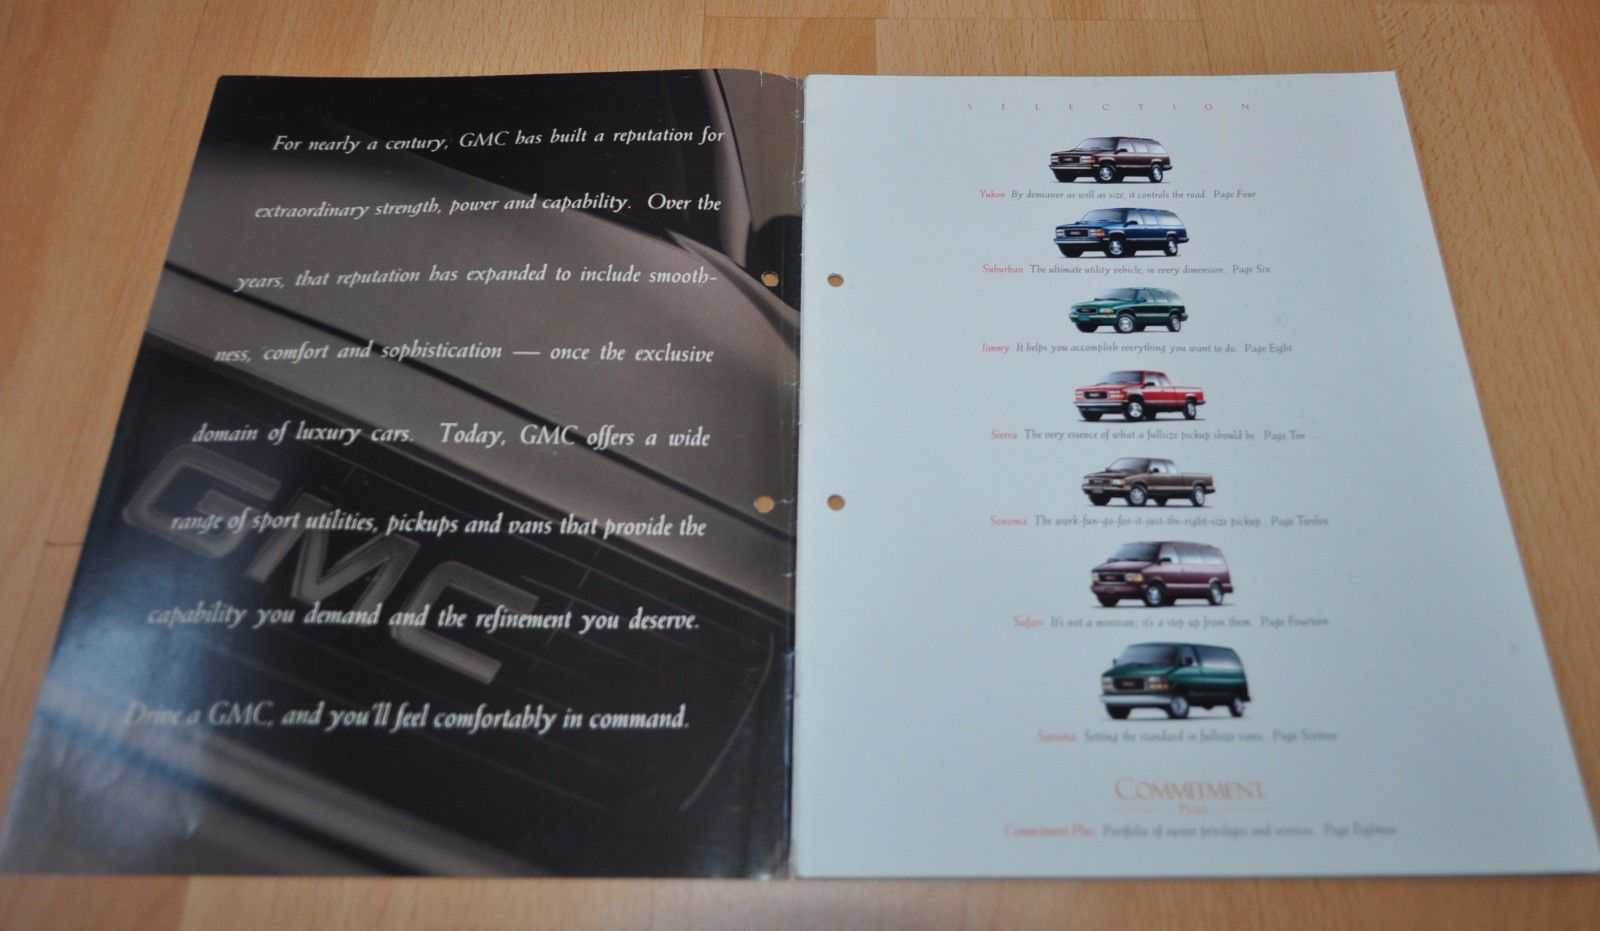 For nearly a century, GMC has built a reputation for
extraordinary strength, power and capability. Over the
years, that reputation has expanded to include smooth-
ness, comfort and sophistication — once the exclusive
domain of luxury cars. Today, GMC offers a wide
range of sport utilities, pickups and vans that provide the
capability you demand and the refinement you deserve.
Drive a GMC, and you'll feel comfortably in command.
GMC
SELECTION
Yukon By demeanor as well as size, it controls the road. Page Four
Suburban The ultimate utility vehicle, in every dimension. Page Six
Jimmy It helps you accomplish everything you want to do. Page Eight
Sierra The very essence of what a fullsize pickup should be. Page Ten
Sonoma The work-fun-go-for-it-just-the-right-size pickup. Page Twelve
Safari It's not a minivan; it's a step up from them. Page Fourteen
Savana Setting the standard in fullsize vans. Page Sixteen
COMMITMENT
PLUS
Commitment Plus Portfolio of owner privileges and services. Page Eighteen